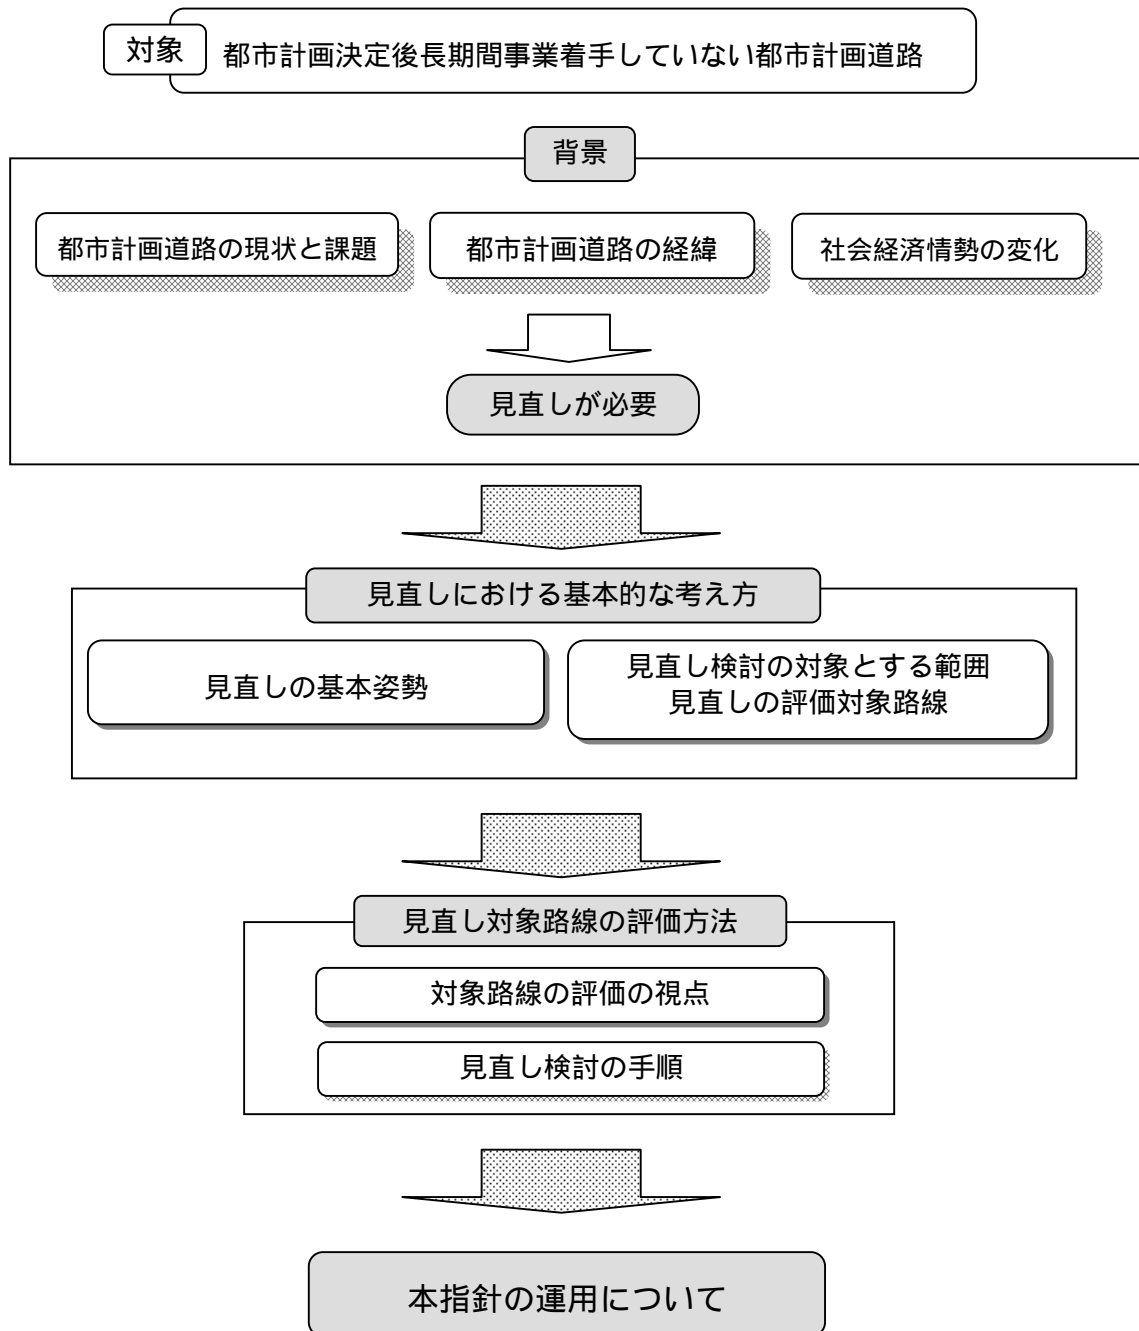 対象
都市計画決定後長期間事業着手していない都市計画道路
背景
都市計画道路の現状と課題
都市計画道路の経緯
社会経済情勢の変化
見直しが必要
見直しにおける基本的な考え方
見直しの基本姿勢
見直し検討の対象とする範囲
見直しの評価対象路線
見直し対象路線の評価方法
対象路線の評価の視点
見直し検討の手順
本指針の運用について